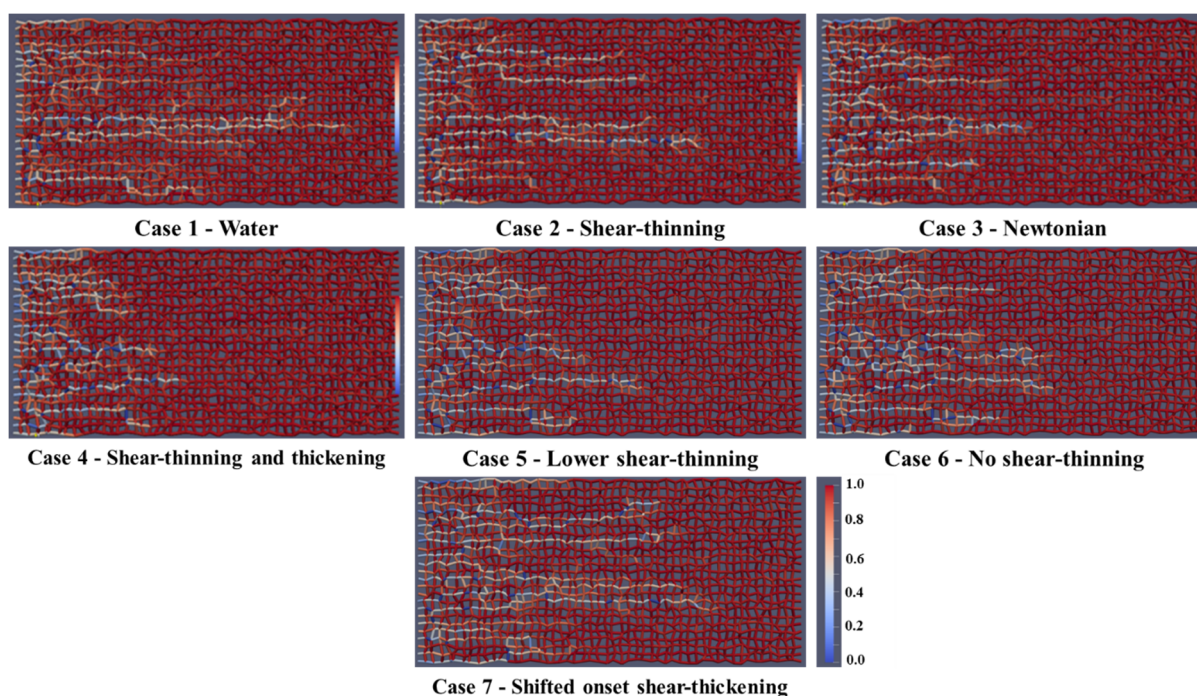 Case 1 - Water
Case 2 - Shear-thinning
Case 3 - Newtonian
Case 4 - Shear-thinning and thickening
Case 5 - Lower shear-thinning
Case 6 - No shear-thinning
1.0
0.8
0.6
0.4
0.2
0.0
Case 7 - Shifted onset shear-thickening